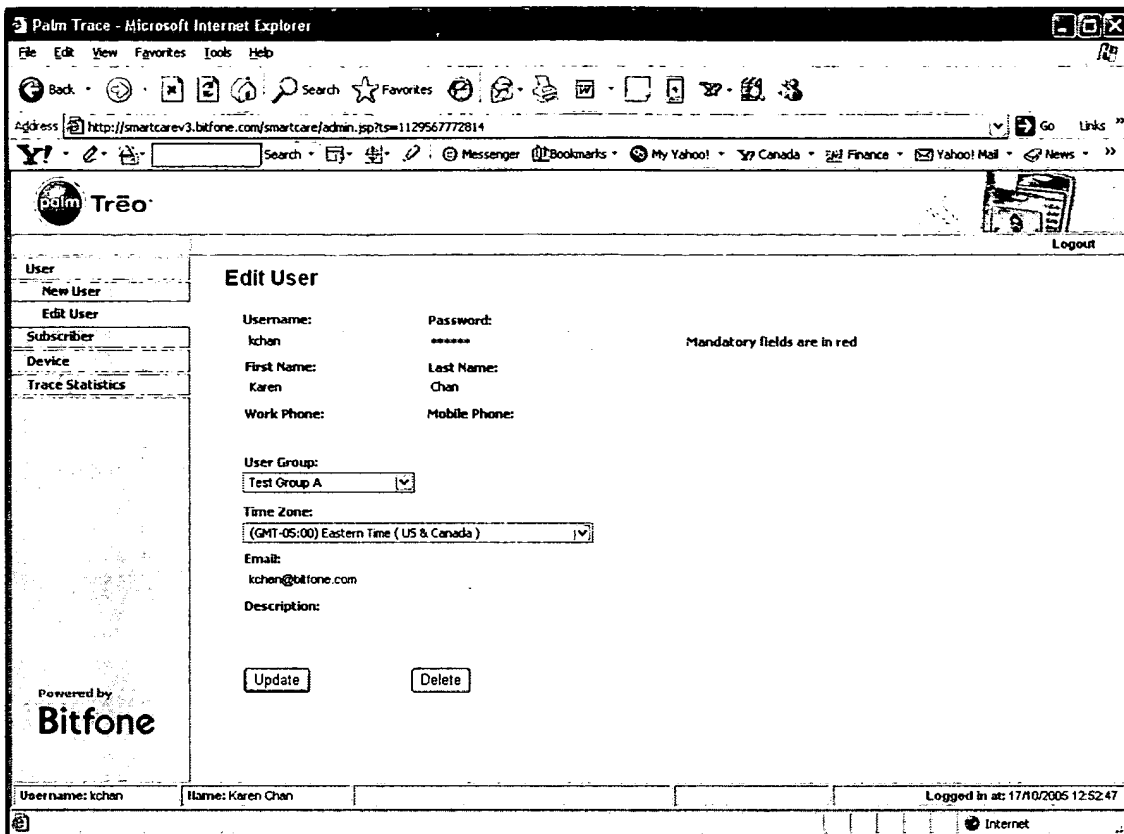 Palm Trace - Microsoft Internet Explorer
File Edit View Favorites Tools Help
Back Search Favorites
Address http://smartcarev3.bitfone.com/smartcare/admin.jsp?ts=1129567772814 Go Links »
Y! Search Messenger Bookmarks My Yahoo! Y? Canada Finance Yahoo! Mail News »
palm Trēo
Logout
User
New User
Edit User
Subscriber
Device
Trace Statistics
Edit User
Username: Password:
kchan ******
Mandatory fields are in red
First Name: Last Name:
Karen Chan
Work Phone: Mobile Phone:
User Group:
Test Group A
Time Zone:
(GMT-05:00) Eastern Time ( US & Canada )
Email:
kchan@bitfone.com
Description:
Update Delete
Powered by
Bitfone
Username: kchan Name: Karen Chan Logged in at: 17/10/2005 12:52:47
Internet